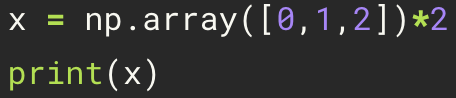 x = np.array([0,1,2])*2
print(x)